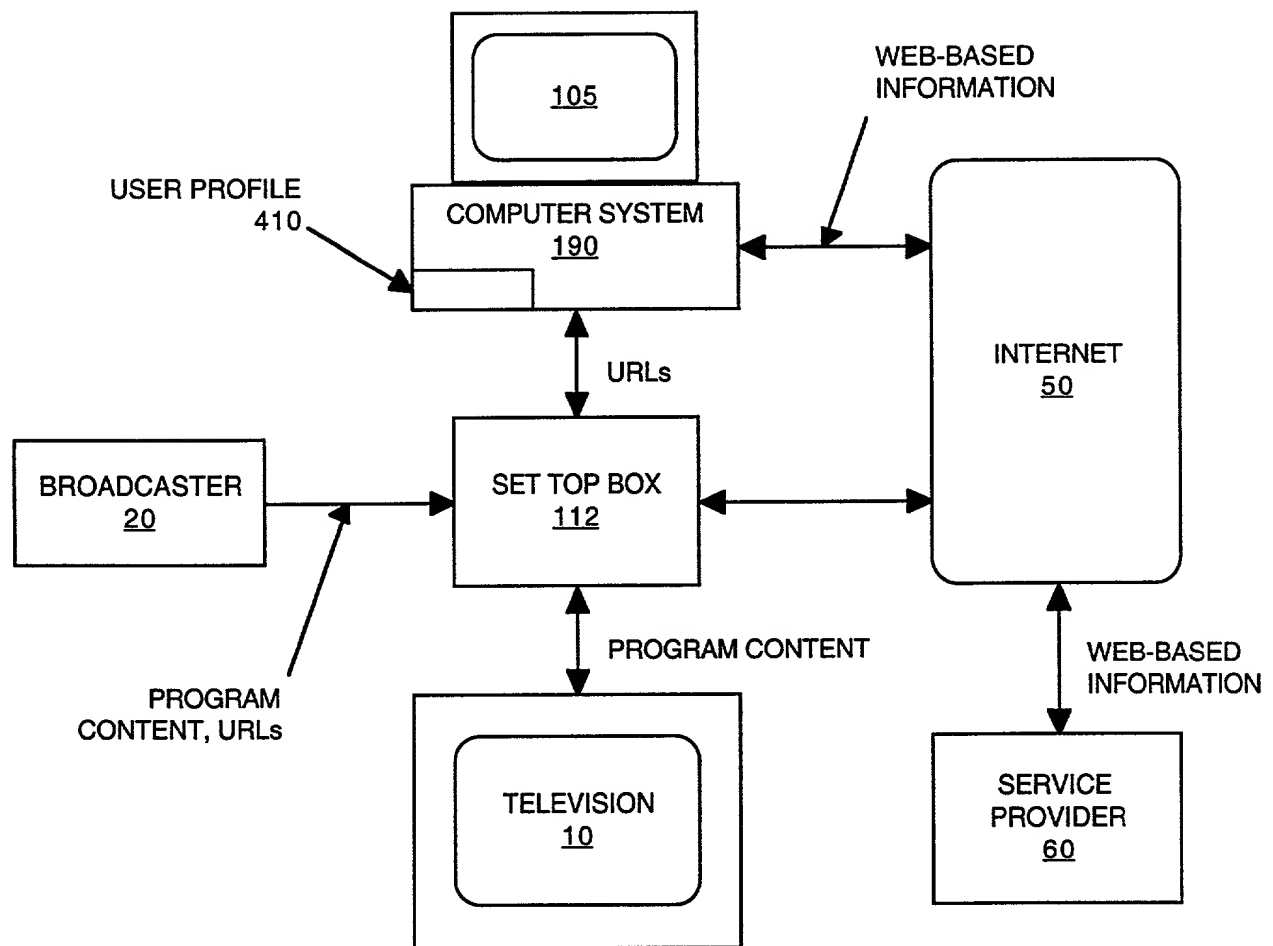 105
WEB-BASED
INFORMATION
USER PROFILE
410
COMPUTER SYSTEM
190
INTERNET
50
URLs
BROADCASTER
20
SET TOP BOX
112
PROGRAM
CONTENT, URLs
PROGRAM CONTENT
WEB-BASED
INFORMATION
TELEVISION
10
SERVICE
PROVIDER
60